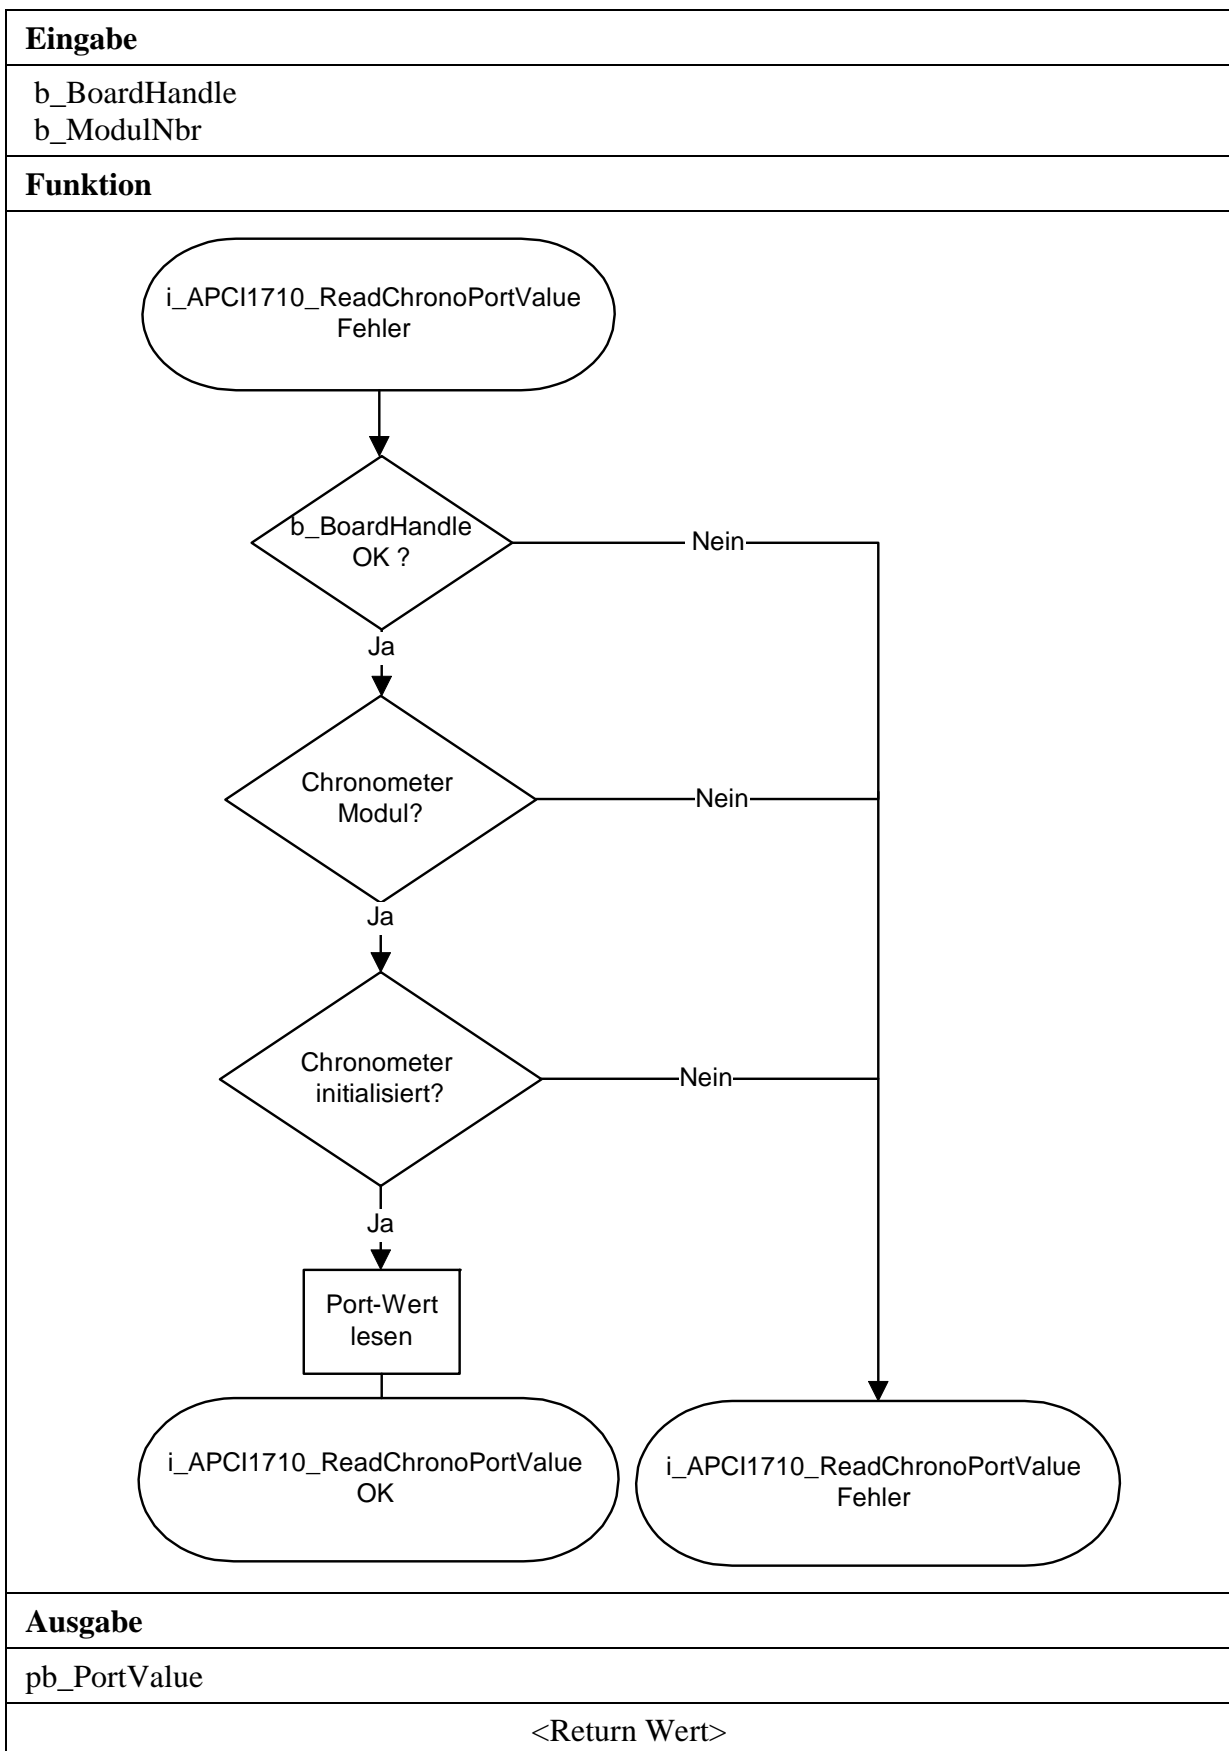 Eingabe
b_BoardHandle
b_ModulNbr
Funktion
i_APCI1710_ReadChronoPortValue
Fehler
b_BoardHandle
OK ?
Nein
Ja
Chronometer
Modul?
Nein
Ja
Chronometer
initialisiert?
Nein
Ja
Port-Wert
lesen
i_APCI1710_ReadChronoPortValue
OK
i_APCI1710_ReadChronoPortValue
Fehler
Ausgabe
pb_PortValue
<Return Wert>